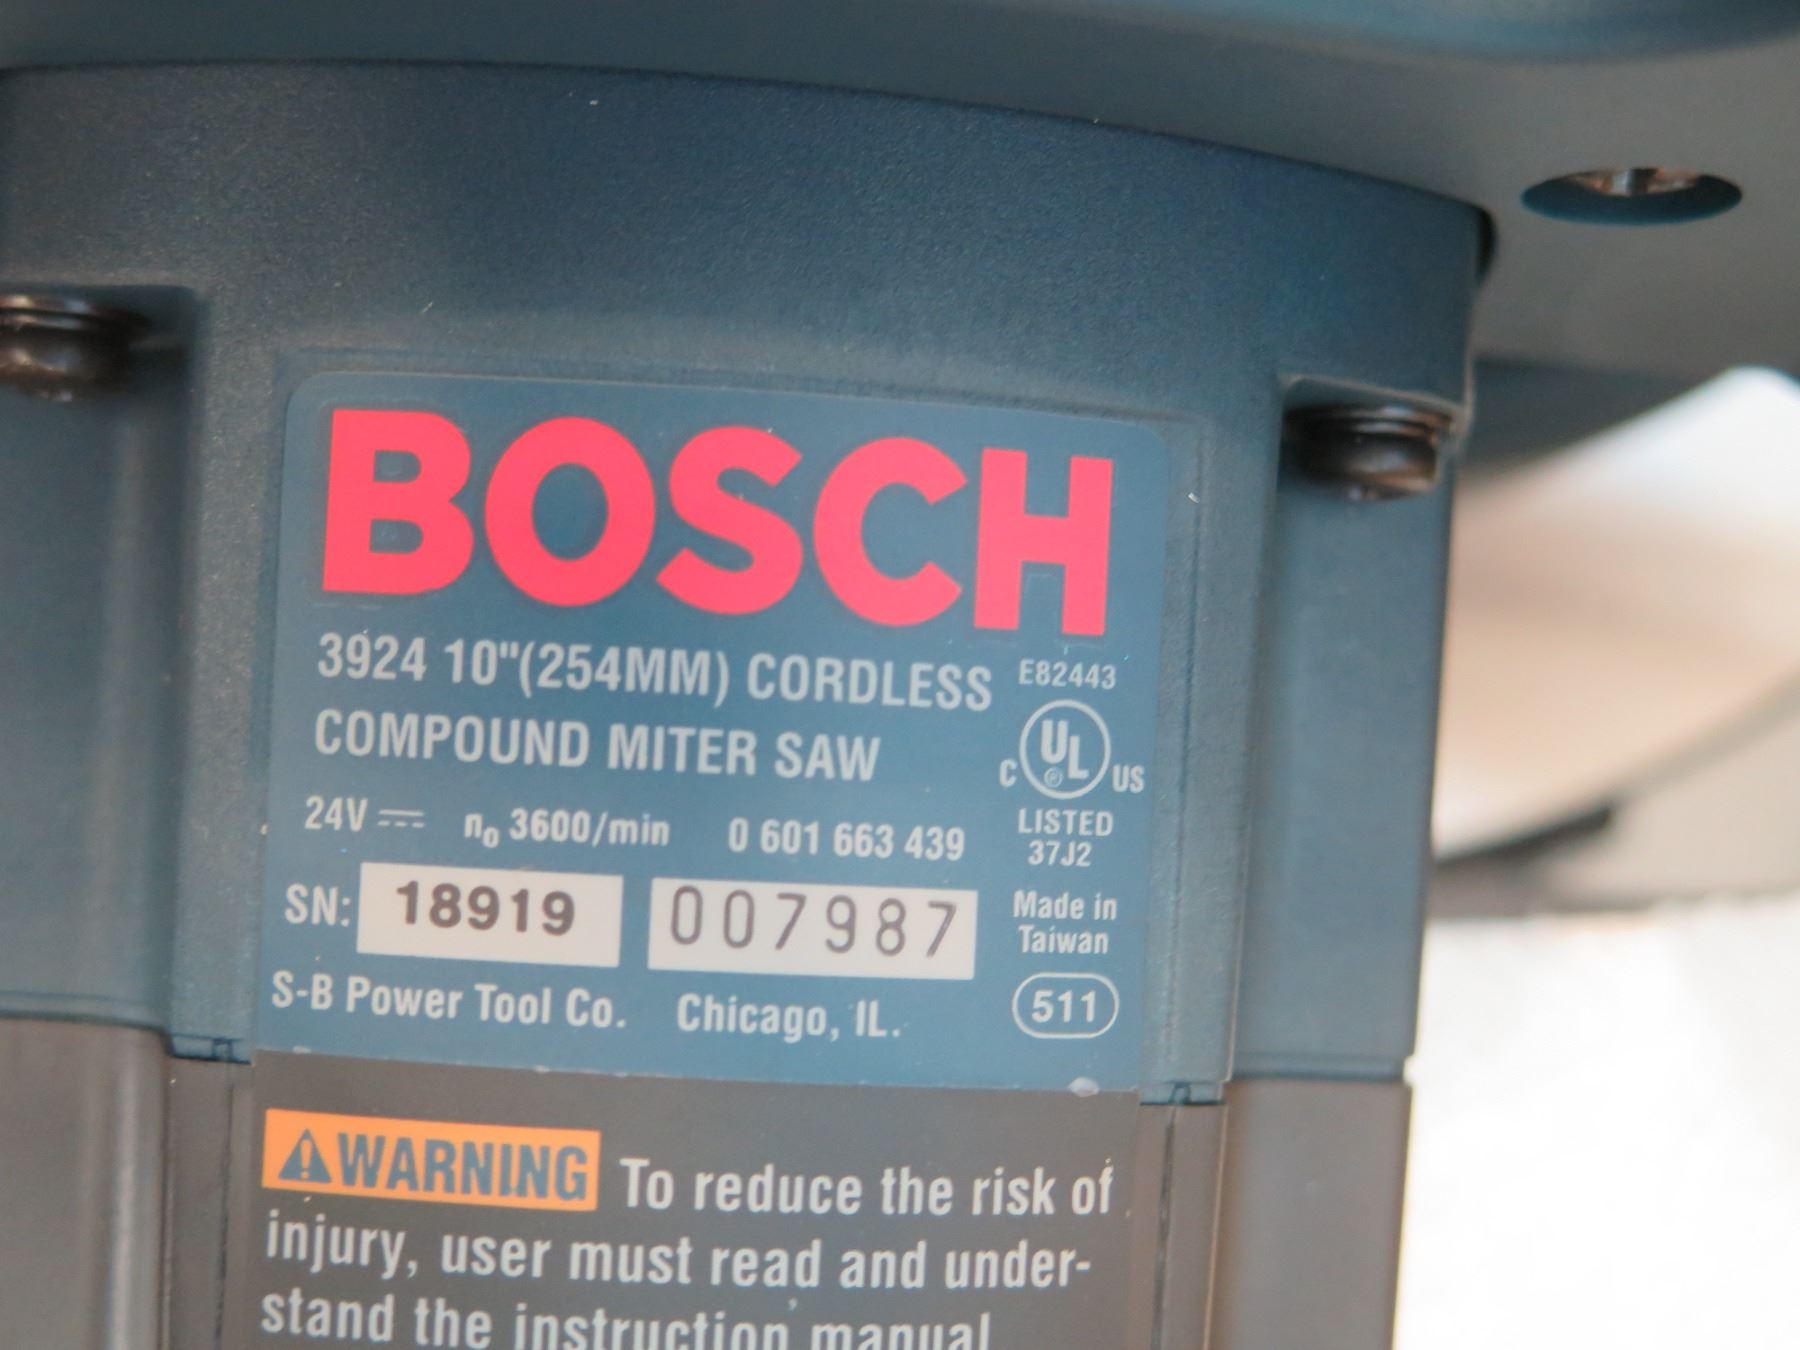 BOSCH
3924 10"(254MM) CORDLESS
COMPOUND MITER SAW
E82443
C UL ® US
LISTED
37J2
24V n₀ 3600/min 0 601 663 439
SN: 18919 007987
Made in
Taiwan
S-B Power Tool Co. Chicago, IL.
511
WARNING To reduce the risk of
injury, user must read and under-
stand the instruction manual